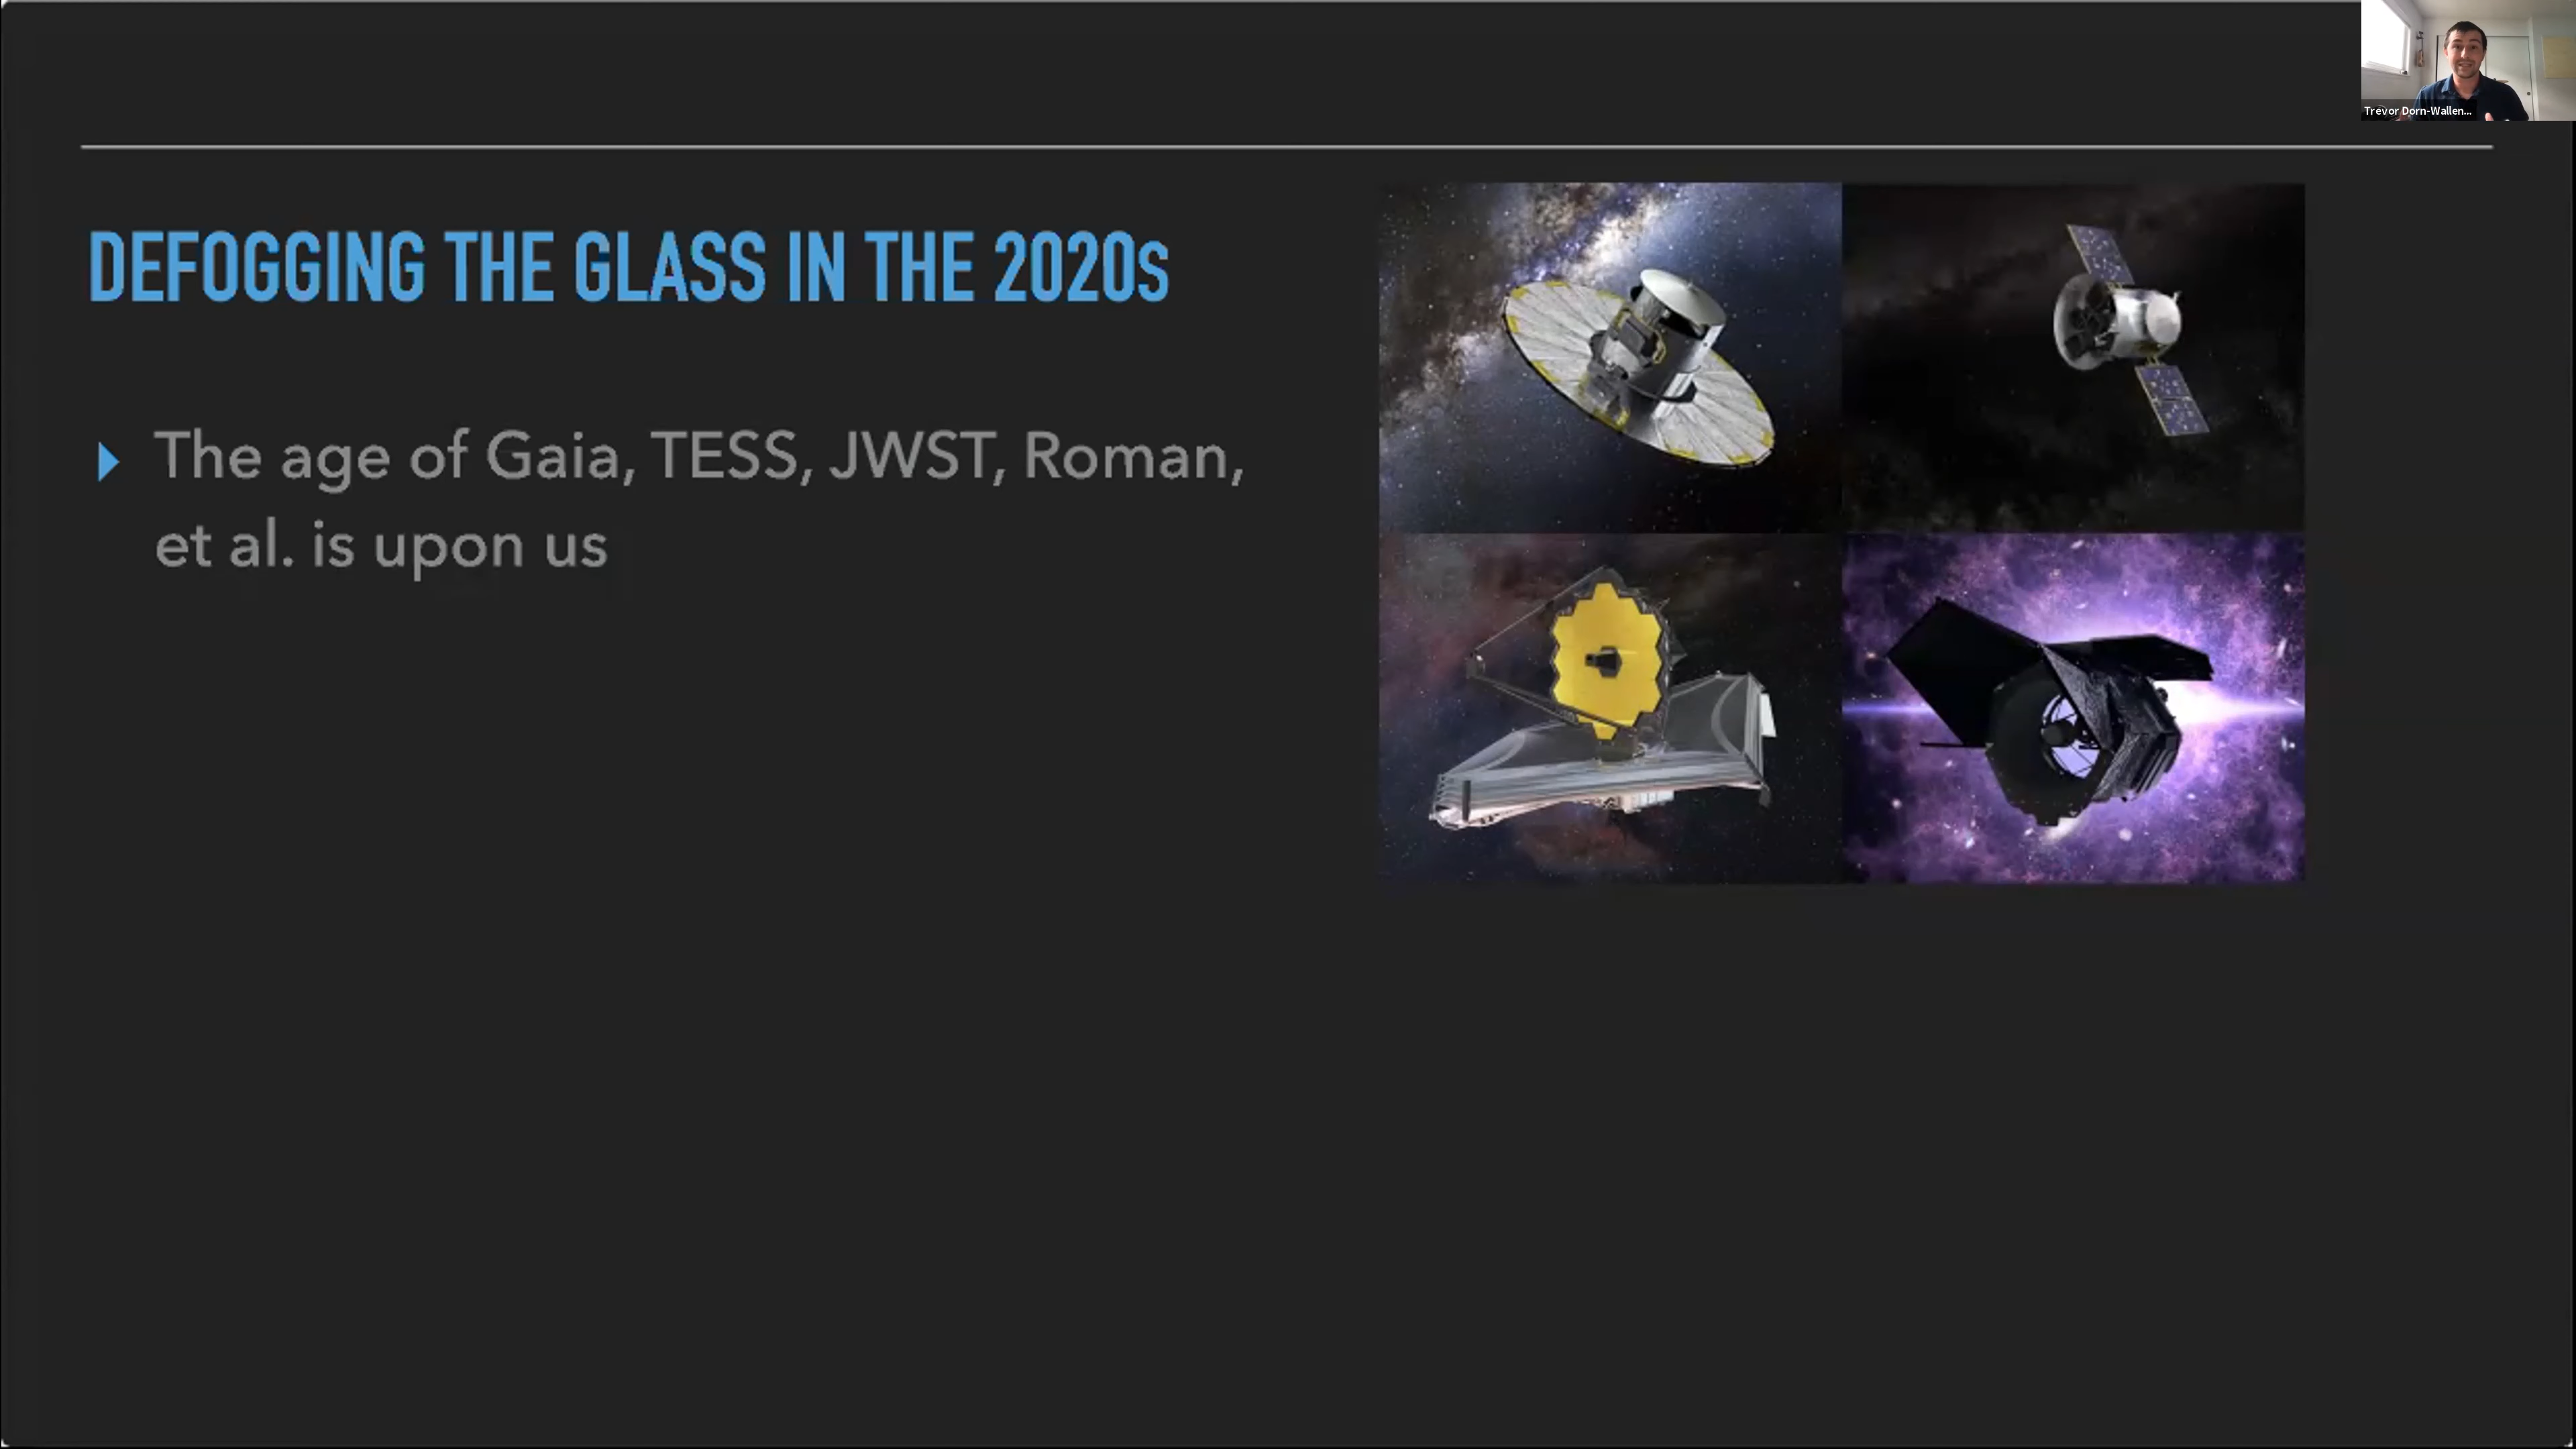 Trevor Dorn-Wallen...
DEFOGGING THE GLASS IN THE 2020s
The age of Gaia, TESS, JWST, Roman,
et al. is upon us